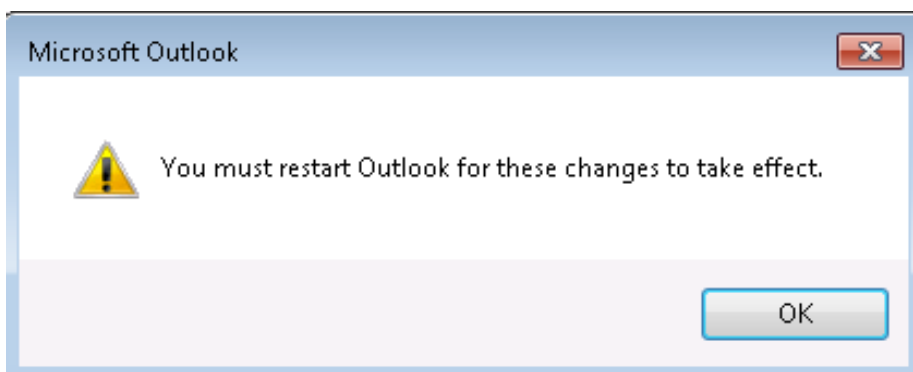 Microsoft Outlook
You must restart Outlook for these changes to take effect.
OK